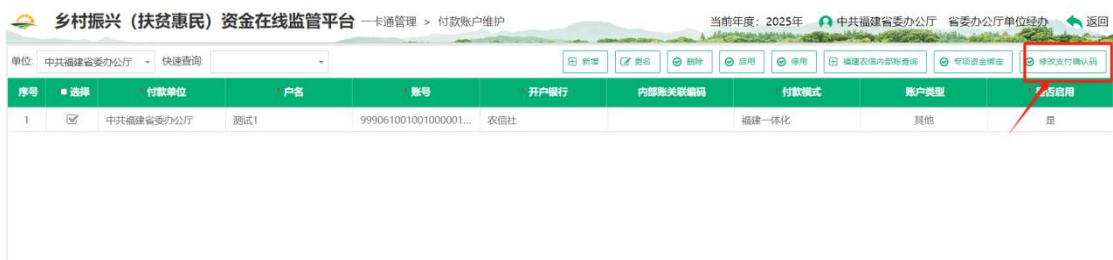 乡村振兴（扶贫惠民）资金在线监管平台 一卡通管理 > 付款账户维护 当前年度：2025年 中共福建省委办公厅 省委办公厅单位经办 返回
单位: 中共福建省委办公厅 快速查询: 新增 更名 删除 启用 停用 福建农信内部账查询 专项资金绑定 修改支付确认码
序号 选择 *付款单位 *户名 *账号 *开户银行 内部账关联编码 *付款模式 账户类型 是否启用
1 中共福建省委办公厅 测试1 999061001001000001... 农信社 福建一体化 其他 是